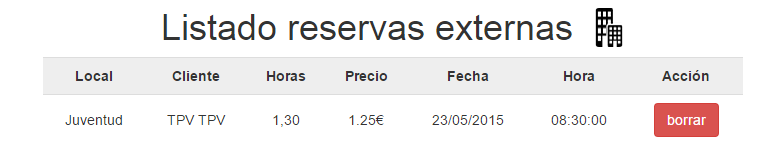 Listado reservas externas
Local Cliente Horas Precio Fecha Hora Acción
Juventud TPV TPV 1,30 1.25€ 23/05/2015 08:30:00 borrar